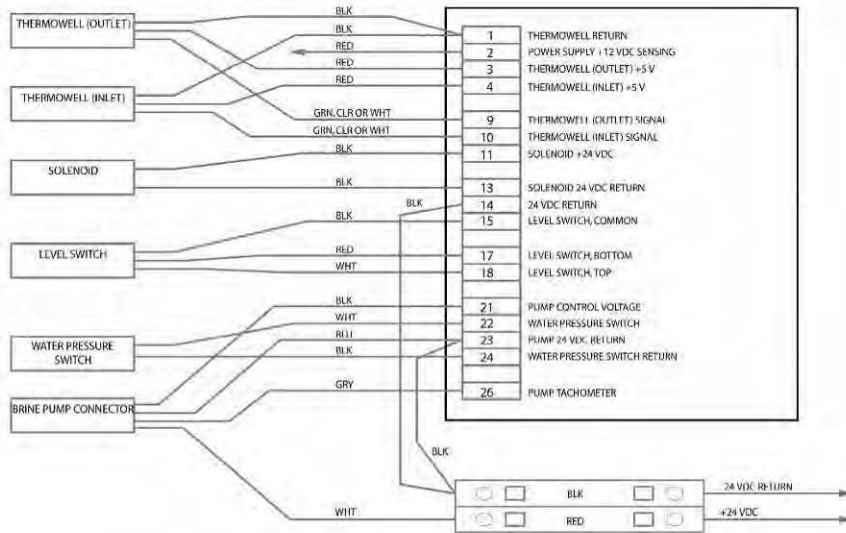 THERMOWELL (OUTLET)
THERMOWELL (INLET)
SOLENOID
LEVEL SWITCH
WATER PRESSURE
SWITCH
BRINE PUMP CONNECTOR
BLK
BLK
RED
RED
RED
GRN, CLR OR WHT
GRN, CLR OR WHT
BLK
BLK
BLK
BLK
RED
WHT
BLK
WHT
BLU
BLK
GRY
BLK
WHT
1 THERMOWELL RETURN
2 POWER SUPPLY +12 VDC SENSING
3 THERMOWELL (OUTLET) +5 V
4 THERMOWELL (INLET) +5 V
9 THERMOWELL (OUTLET) SIGNAL
10 THERMOWELL (INLET) SIGNAL
11 SOLENOID +24 VDC
13 SOLENOID 24 VDC RETURN
14 24 VDC RETURN
15 LEVEL SWITCH, COMMON
17 LEVEL SWITCH, BOTTOM
18 LEVEL SWITCH, TOP
21 PUMP CONTROL VOLTAGE
22 WATER PRESSURE SWITCH
23 PUMP 24 VDC RETURN
24 WATER PRESSURE SWITCH RETURN
26 PUMP TACHOMETER
BLK 24 VDC RETURN
RED +24 VDC